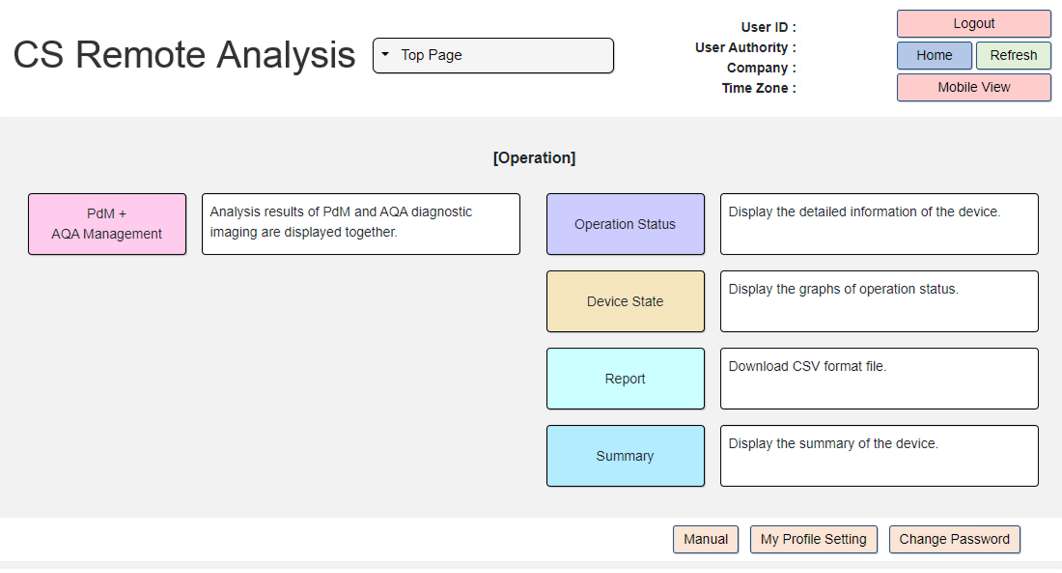 CS Remote Analysis
Top Page
User ID :
User Authority :
Company :
Time Zone :
Logout
Home
Refresh
Mobile View
[Operation]
PdM +
AQA Management
Analysis results of PdM and AQA diagnostic
imaging are displayed together.
Operation Status
Display the detailed information of the device.
Device State
Display the graphs of operation status.
Report
Download CSV format file.
Summary
Display the summary of the device.
Manual
My Profile Setting
Change Password